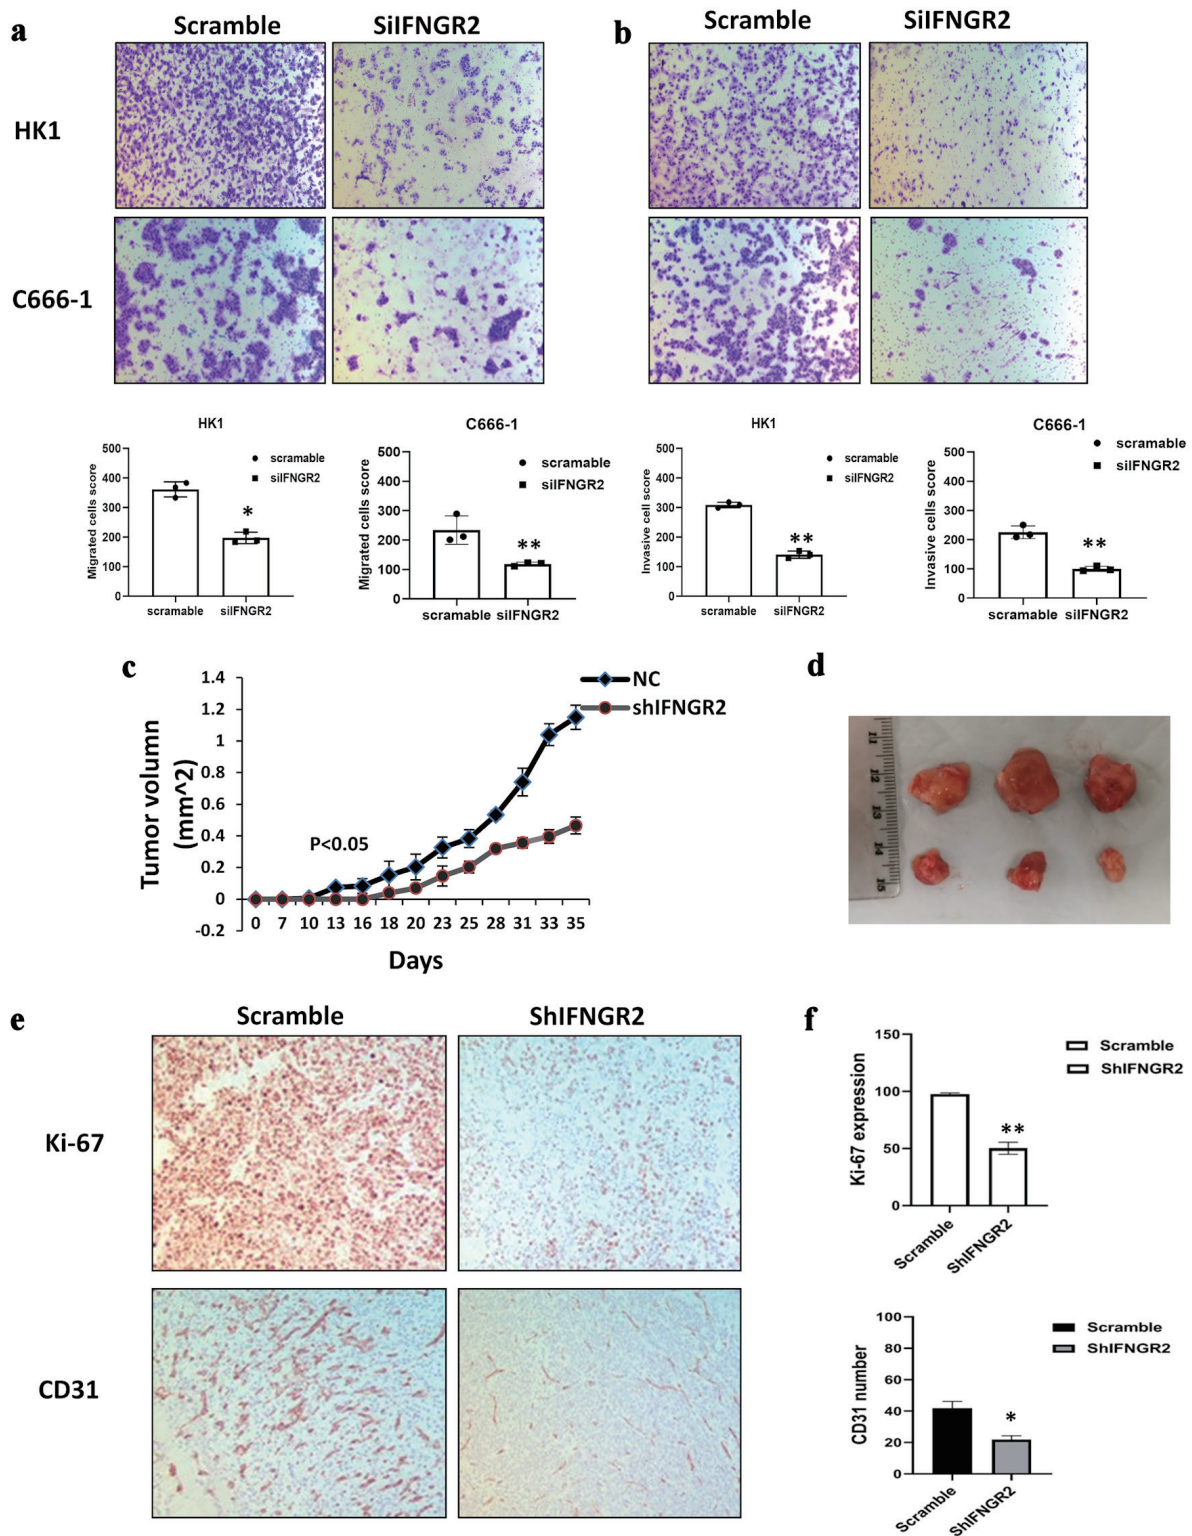 a
Scramble
SiIFNGR2
b
Scramble
SiIFNGR2
HK1
C666-1
HK1
Migrated cells score
500
400
300
200
100
0
*
scramable
siIFNGR2
scramable
siIFNGR2
C666-1
Migrated cells score
500
400
300
200
100
0
**
scramable
siIFNGR2
scramable siIFNGR2
HK1
Invasive cell score
500
400
300
200
100
0
**
scramable
siIFNGR2
scramable
siIFNGR2
C666-1
Invasive cells score
500
400
300
200
100
0
**
scramable
siIFNGR2
scramable siIFNGR2
c
Tumor volumn
(mm^2)
1.4
1.2
1
0.8
0.6
0.4
0.2
0
-0.2
P<0.05
NC
shIFNGR2
0 7 10 13 16 18 20 23 25 28 31 33 35
Days
d
11
12
13
14
15
e
Scramble
ShIFNGR2
Ki-67
CD31
f
Ki-67 expression
150
100
50
0
**
Scramble
ShIFNGR2
Scramble
ShIFNGR2
CD31 number
100
80
60
40
20
0
*
Scramble
ShIFNGR2
Scramble
ShIFNGR2